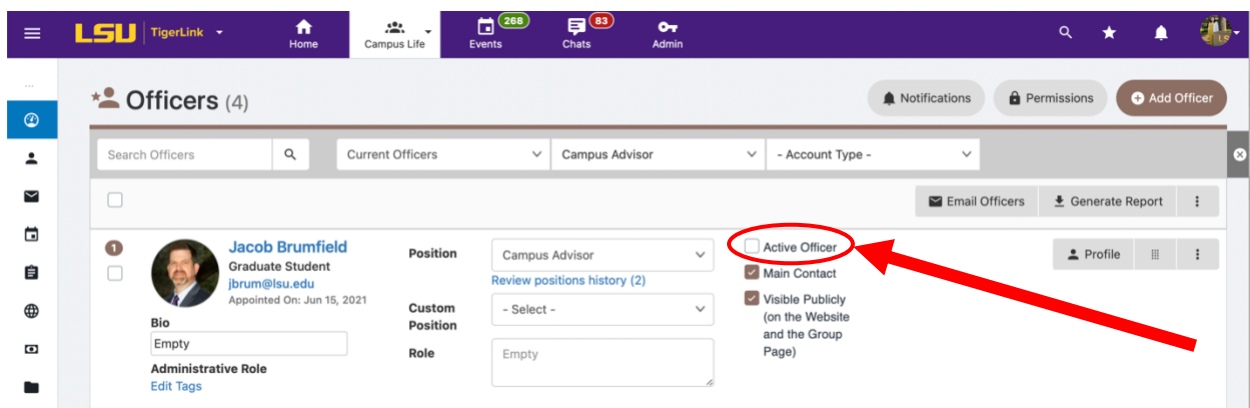 LSU TigerLink
Home
Campus Life
Events
268
Chats
83
Admin
...
Officers (4)
Notifications
Permissions
Add Officer
Search Officers
Current Officers
Campus Advisor
- Account Type -
Email Officers
Generate Report
1
Jacob Brumfield
Graduate Student
jbrum@lsu.edu
Appointed On: Jun 15, 2021
Bio
Empty
Administrative Role
Edit Tags
Position
Campus Advisor
Review positions history (2)
Custom
Position
- Select -
Role
Empty
Active Officer
Main Contact
Visible Publicly
(on the Website
and the Group
Page)
Profile